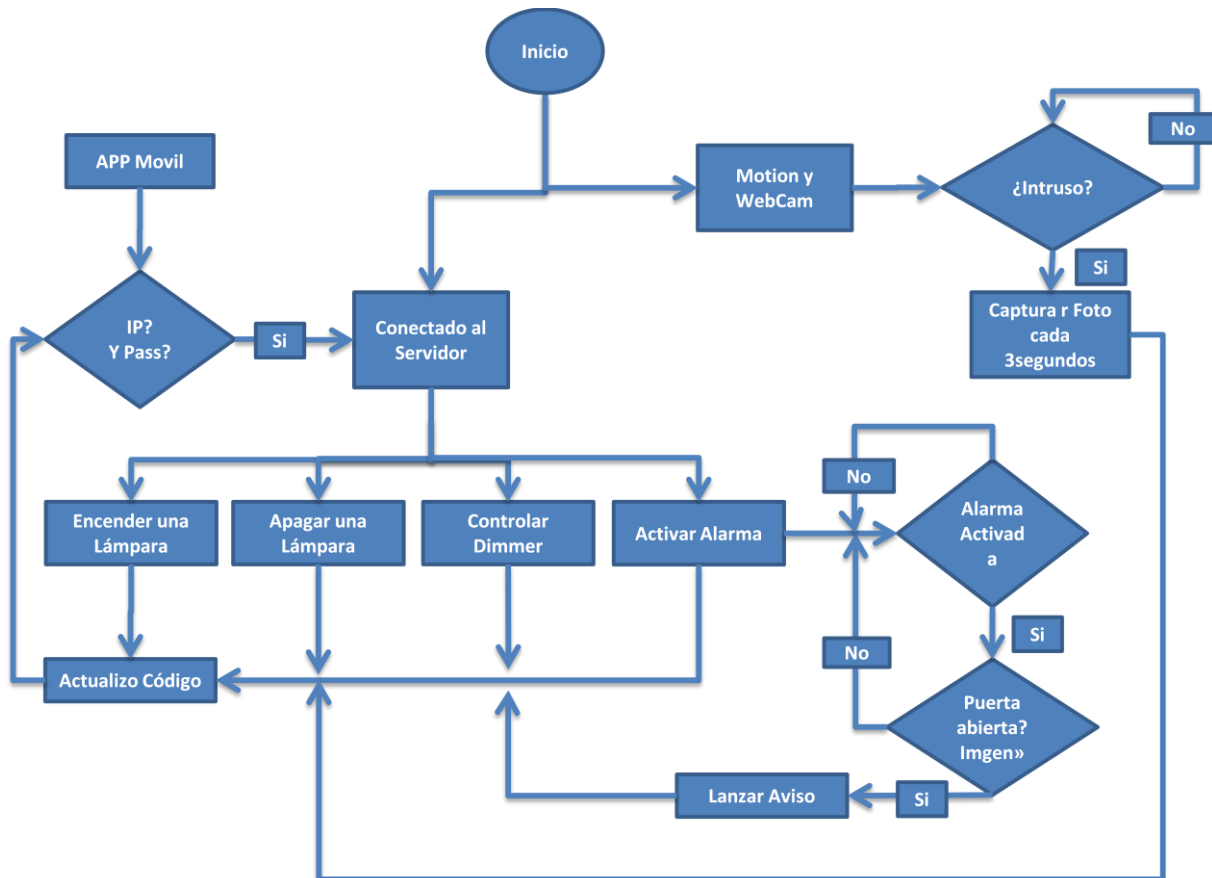 Inicio
No
APP Movil
Motion y
WebCam
¿Intruso?
Si
IP?
Y Pass?
Si
Conectado al
Servidor
Captura r Foto
cada
3segundos
No
Encender una
Lámpara
Apagar una
Lámpara
Controlar
Dimmer
Activar Alarma
Alarma
Activad
a
Si
No
Actualizo Código
Puerta
abierta?
Imgen»
Lanzar Aviso
Si